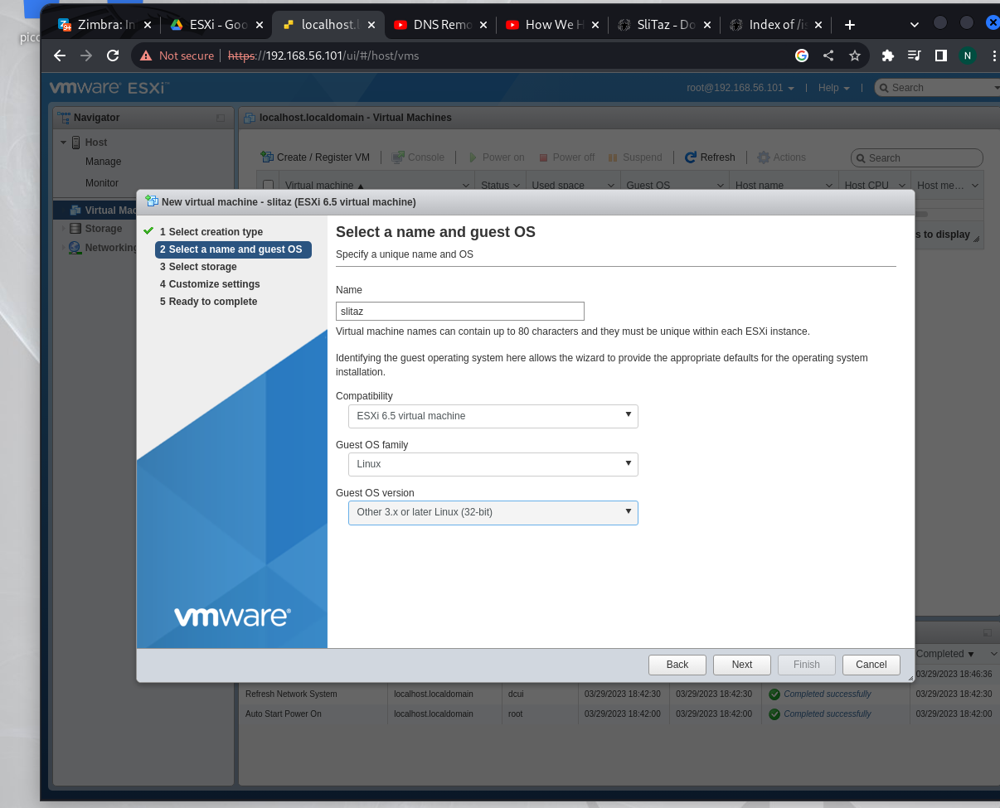 picc
Zimbra: In
ESXi - Goo
localhost.l
DNS Remo
How We H
SliTaz - Do
Index of /is
Not secure
https://192.168.56.101/ui/#/host/vms
N
vmware ESXi™
root@192.168.56.101
Help
Search
Navigator
localhost.localdomain - Virtual Machines
Host
Manage
Monitor
Virtual Mac
Storage
Networking
Create / Register VM
Console
Power on
Power off
Suspend
Refresh
Actions
Search
Virtual machine
Status
Used space
Guest OS
Host name
Host CPU
Host me...
s to display
New virtual machine - slitaz (ESXi 6.5 virtual machine)
1 Select creation type
2 Select a name and guest OS
3 Select storage
4 Customize settings
5 Ready to complete
vmware®
Select a name and guest OS
Specify a unique name and OS
Name
slitaz
Virtual machine names can contain up to 80 characters and they must be unique within each ESXi instance.
Identifying the guest operating system here allows the wizard to provide the appropriate defaults for the operating system
installation.
Compatibility
ESXi 6.5 virtual machine
Guest OS family
Linux
Guest OS version
Other 3.x or later Linux (32-bit)
Back
Next
Finish
Cancel
Completed
03/29/2023 18:46:36
Refresh Network System localhost.localdomain dcui 03/29/2023 18:42:30 03/29/2023 18:42:30 Completed successfully 03/29/2023 18:42:30
Auto Start Power On localhost.localdomain root 03/29/2023 18:42:00 03/29/2023 18:42:00 Completed successfully 03/29/2023 18:42:00